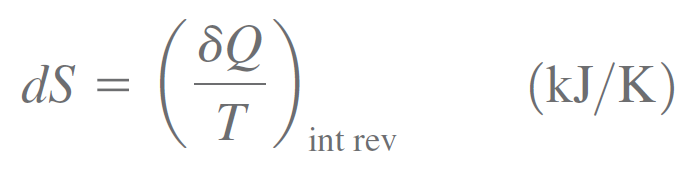 dS = (δQ/T)int rev (kJ/K)